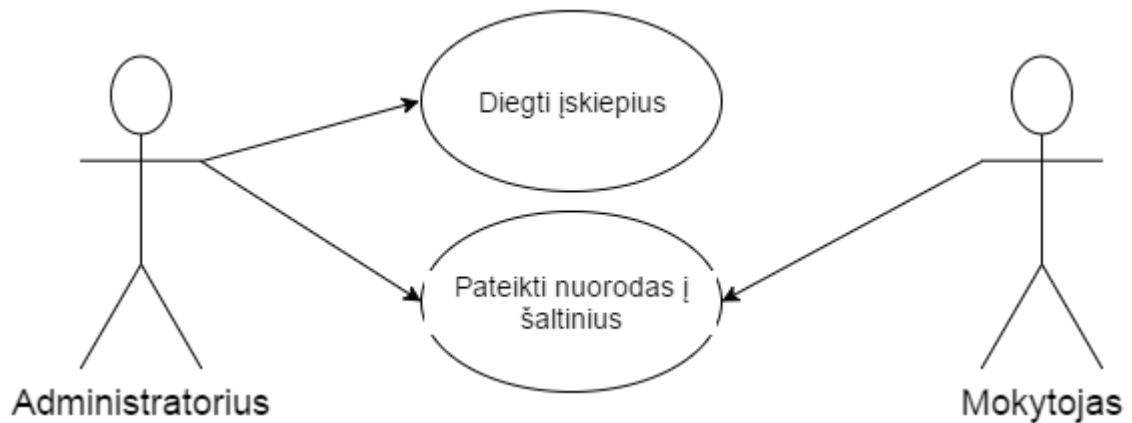 Diegti įskiepius
Pateikti nuorodas į
šaltinius
Administratorius
Mokytojas